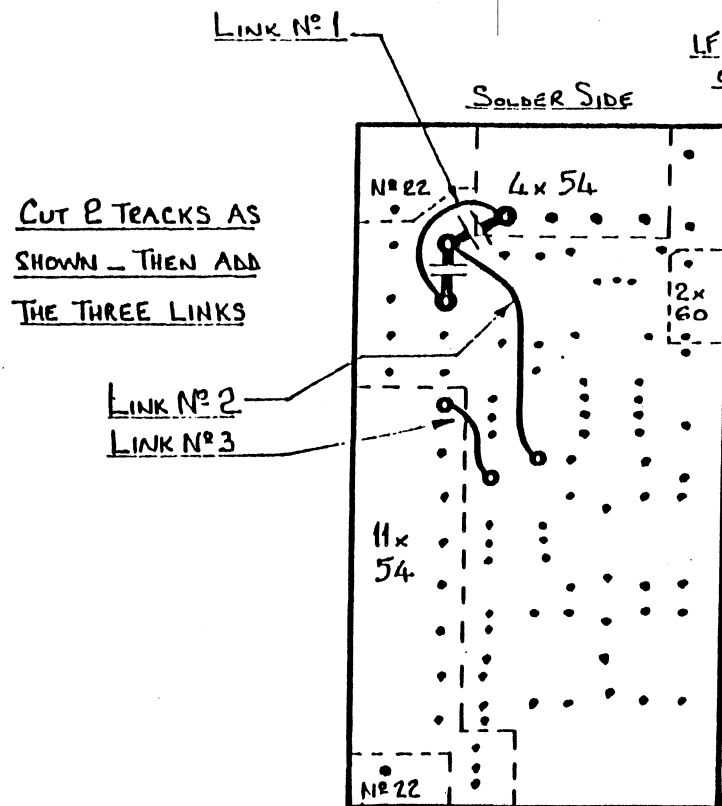 LINK Nº 1
LF
SOLDER SIDE
Nº 22
4 x 54
CUT 2 TRACKS AS
SHOWN _ THEN ADD
THE THREE LINKS
2x
60
LINK Nº 2
LINK Nº 3
11x
54
Nº 22